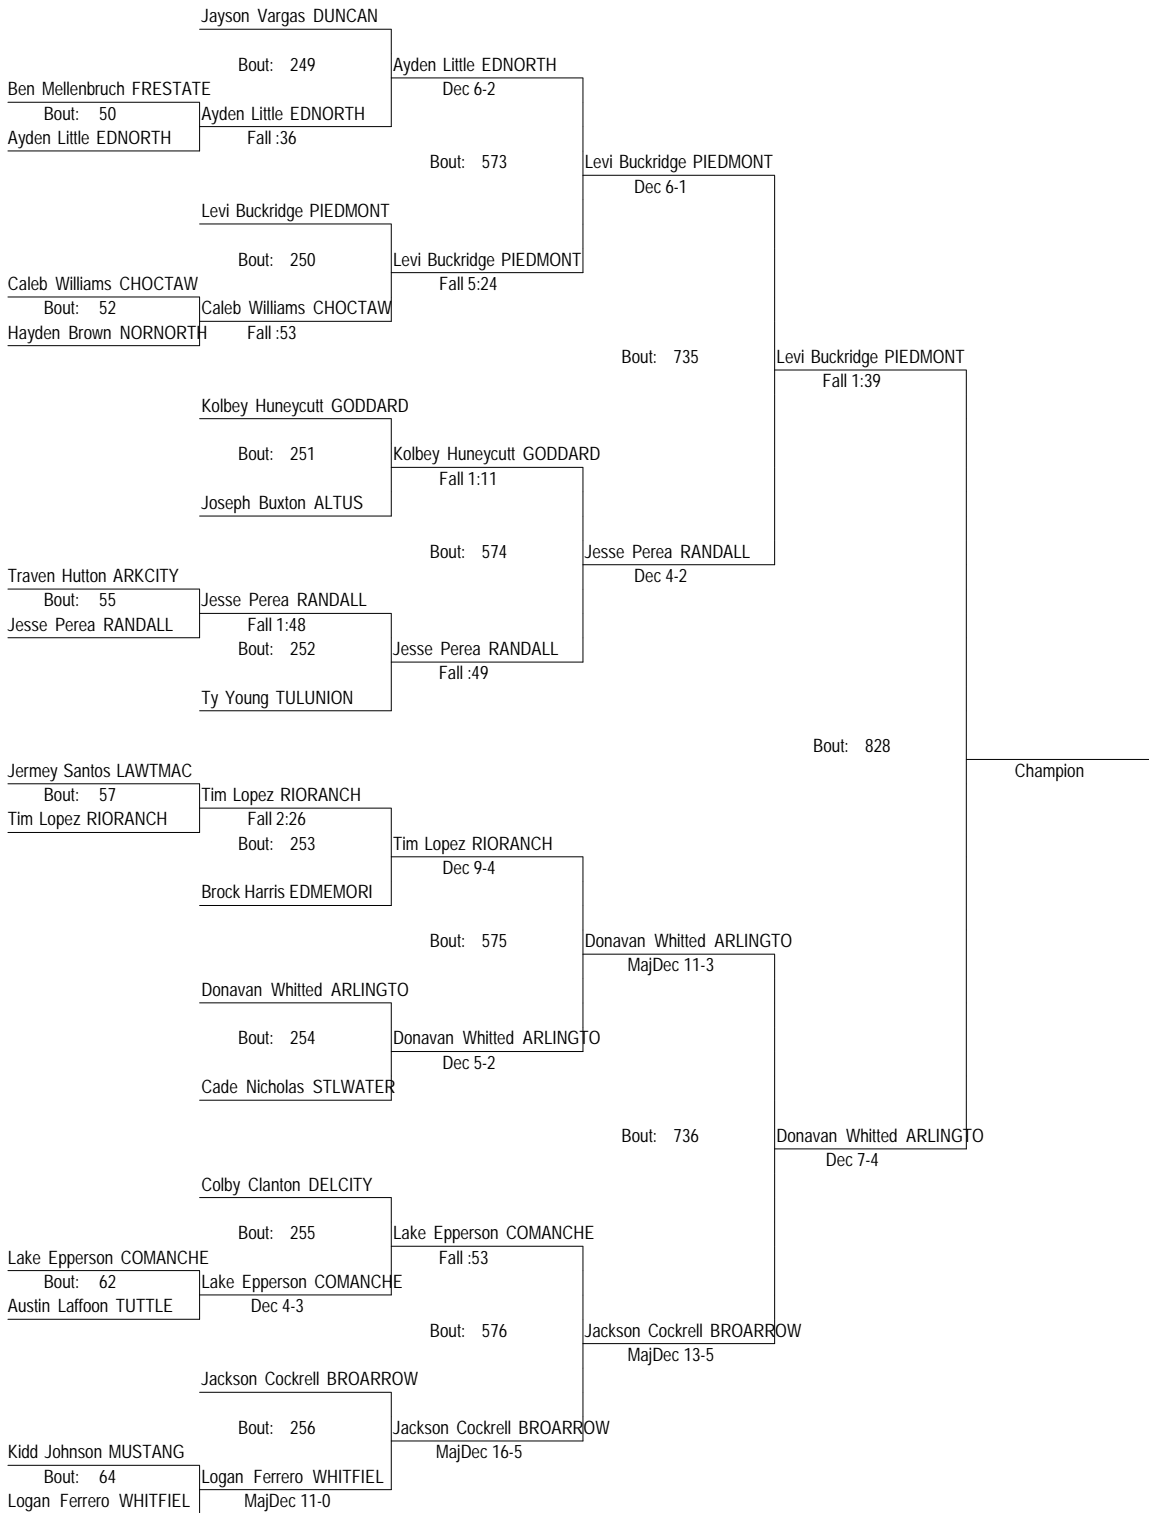 Jayson Vargas DUNCAN
Bout: 249
Ayden Little EDNORTH
Dec 6-2
Ben Mellenbruch FRESTATE
Bout: 50
Ayden Little EDNORTH
Ayden Little EDNORTH
Fall :36
Bout: 573
Levi Buckridge PIEDMONT
Dec 6-1
Levi Buckridge PIEDMONT
Bout: 250
Levi Buckridge PIEDMONT
Fall 5:24
Caleb Williams CHOCTAW
Bout: 52
Caleb Williams CHOCTAW
Hayden Brown NORNORTH
Fall :53
Bout: 735
Levi Buckridge PIEDMONT
Fall 1:39
Kolbey Huneycutt GODDARD
Bout: 251
Kolbey Huneycutt GODDARD
Fall 1:11
Joseph Buxton ALTUS
Bout: 574
Jesse Perea RANDALL
Dec 4-2
Traven Hutton ARKCITY
Bout: 55
Jesse Perea RANDALL
Jesse Perea RANDALL
Fall 1:48
Bout: 252
Jesse Perea RANDALL
Fall :49
Ty Young TULUNION
Bout: 828
Champion
Jermey Santos LAWTMAC
Bout: 57
Tim Lopez RIORANCH
Tim Lopez RIORANCH
Fall 2:26
Bout: 253
Tim Lopez RIORANCH
Dec 9-4
Brock Harris EDMEMORI
Bout: 575
Donavan Whitted ARLINGTO
MajDec 11-3
Donavan Whitted ARLINGTO
Bout: 254
Donavan Whitted ARLINGTO
Dec 5-2
Cade Nicholas STLWATER
Bout: 736
Donavan Whitted ARLINGTO
Dec 7-4
Colby Clanton DELCITY
Bout: 255
Lake Epperson COMANCHE
Fall :53
Lake Epperson COMANCHE
Bout: 62
Lake Epperson COMANCHE
Austin Laffoon TUTTLE
Dec 4-3
Bout: 576
Jackson Cockrell BROARROW
MajDec 13-5
Jackson Cockrell BROARROW
Bout: 256
Jackson Cockrell BROARROW
MajDec 16-5
Kidd Johnson MUSTANG
Bout: 64
Logan Ferrero WHITFIEL
Logan Ferrero WHITFIEL
MajDec 11-0